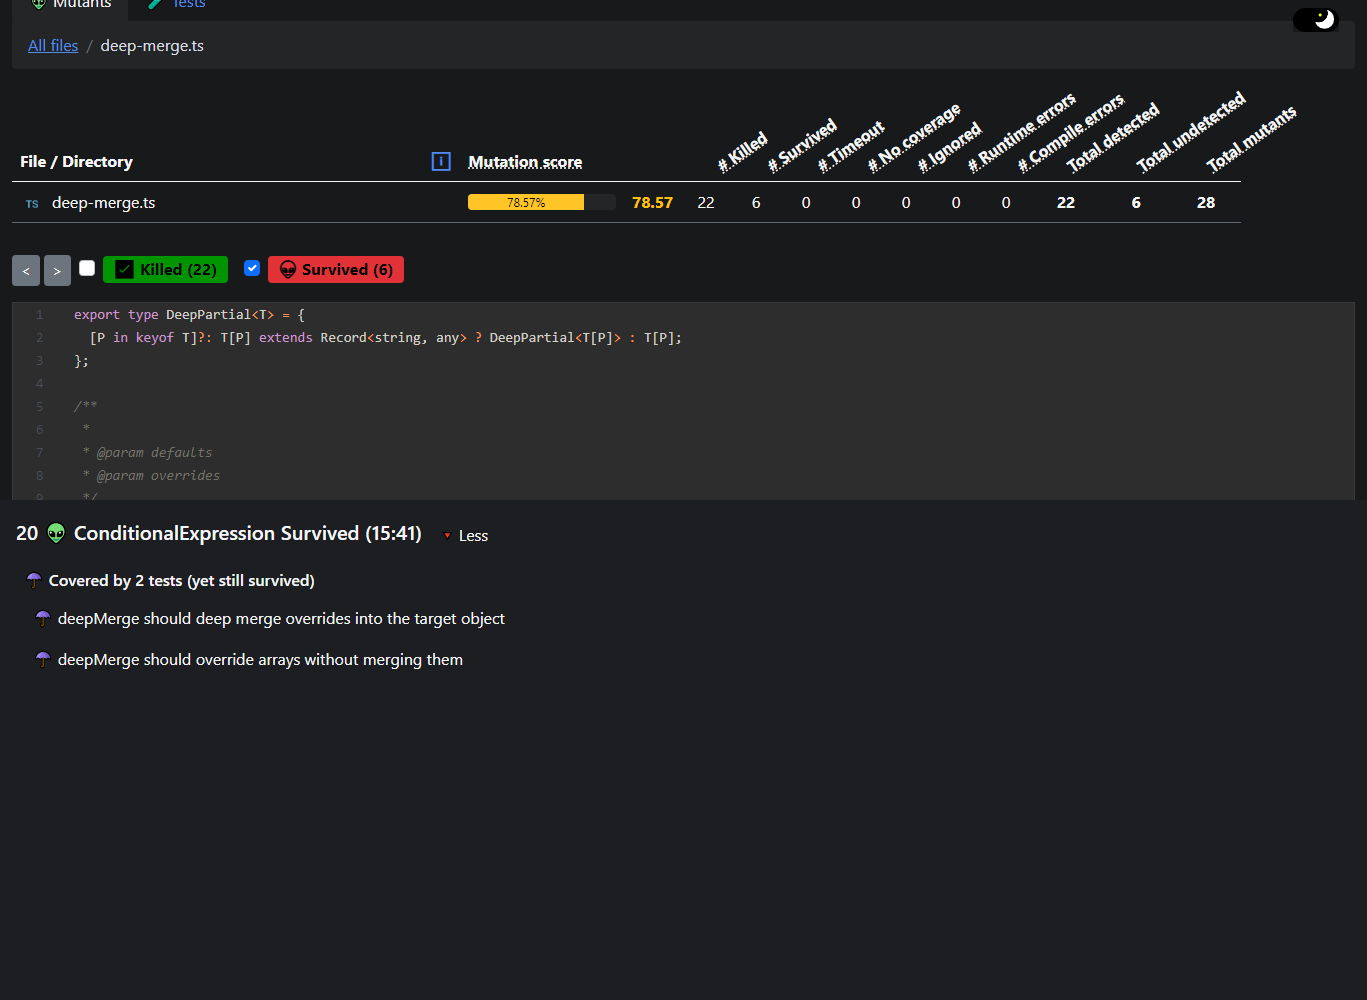 Mutants Tests
All files / deep-merge.ts
File / Directory i Mutation score # Killed # Survived # Timeout # No coverage # Ignored # Runtime errors # Compile errors Total detected Total undetected Total mutants
TS deep-merge.ts 78.57% 78.57 22 6 0 0 0 0 0 22 6 28
< > Killed (22) Survived (6)
1 export type DeepPartial<T> = {
2 [P in keyof T]?: T[P] extends Record<string, any> ? DeepPartial<T[P]> : T[P];
3 };
4
5 /**
6 *
7 * @param defaults
8 * @param overrides
9 */
20 ConditionalExpression Survived (15:41) Less
Covered by 2 tests (yet still survived)
deepMerge should deep merge overrides into the target object
deepMerge should override arrays without merging them